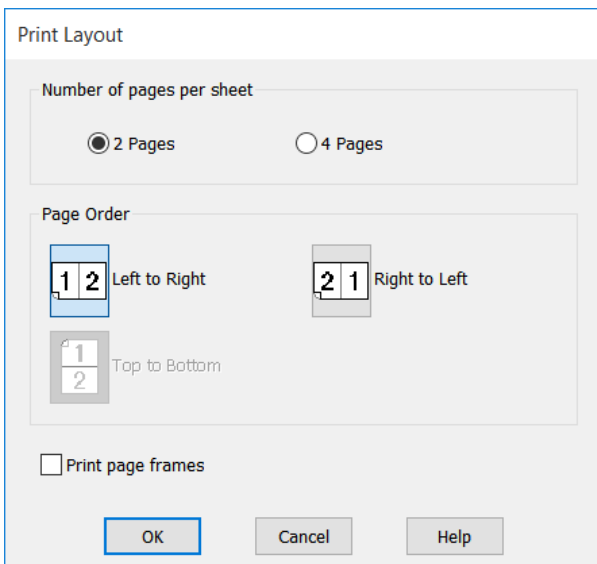 Print Layout
Number of pages per sheet
2 Pages 4 Pages
Page Order
1 2 Left to Right 2 1 Right to Left
1
2
Top to Bottom
Print page frames
OK Cancel Help